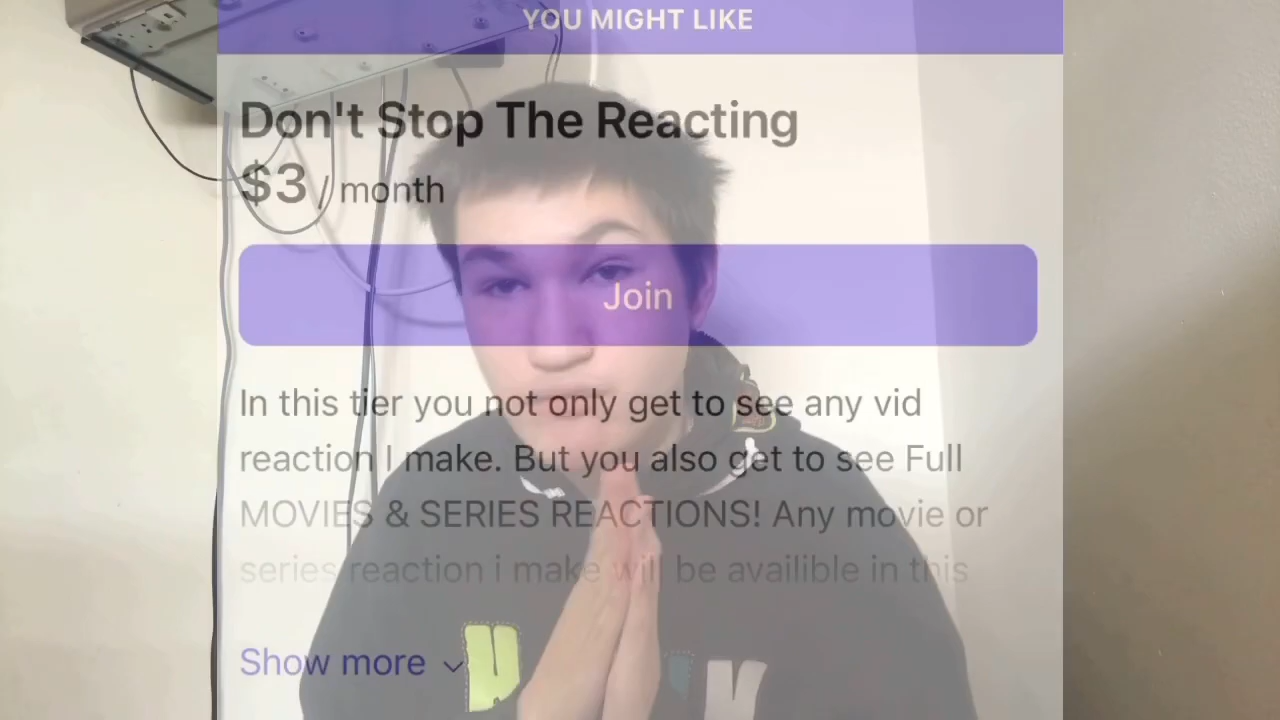 YOU MIGHT LIKE
Don't Stop The Reacting
$3 / month
Join
In this tier you not only get to see any vid
reaction I make. But you also get to see Full
MOVIES & SERIES REACTIONS! Any movie or
series reaction i make will be availible in this
Show more